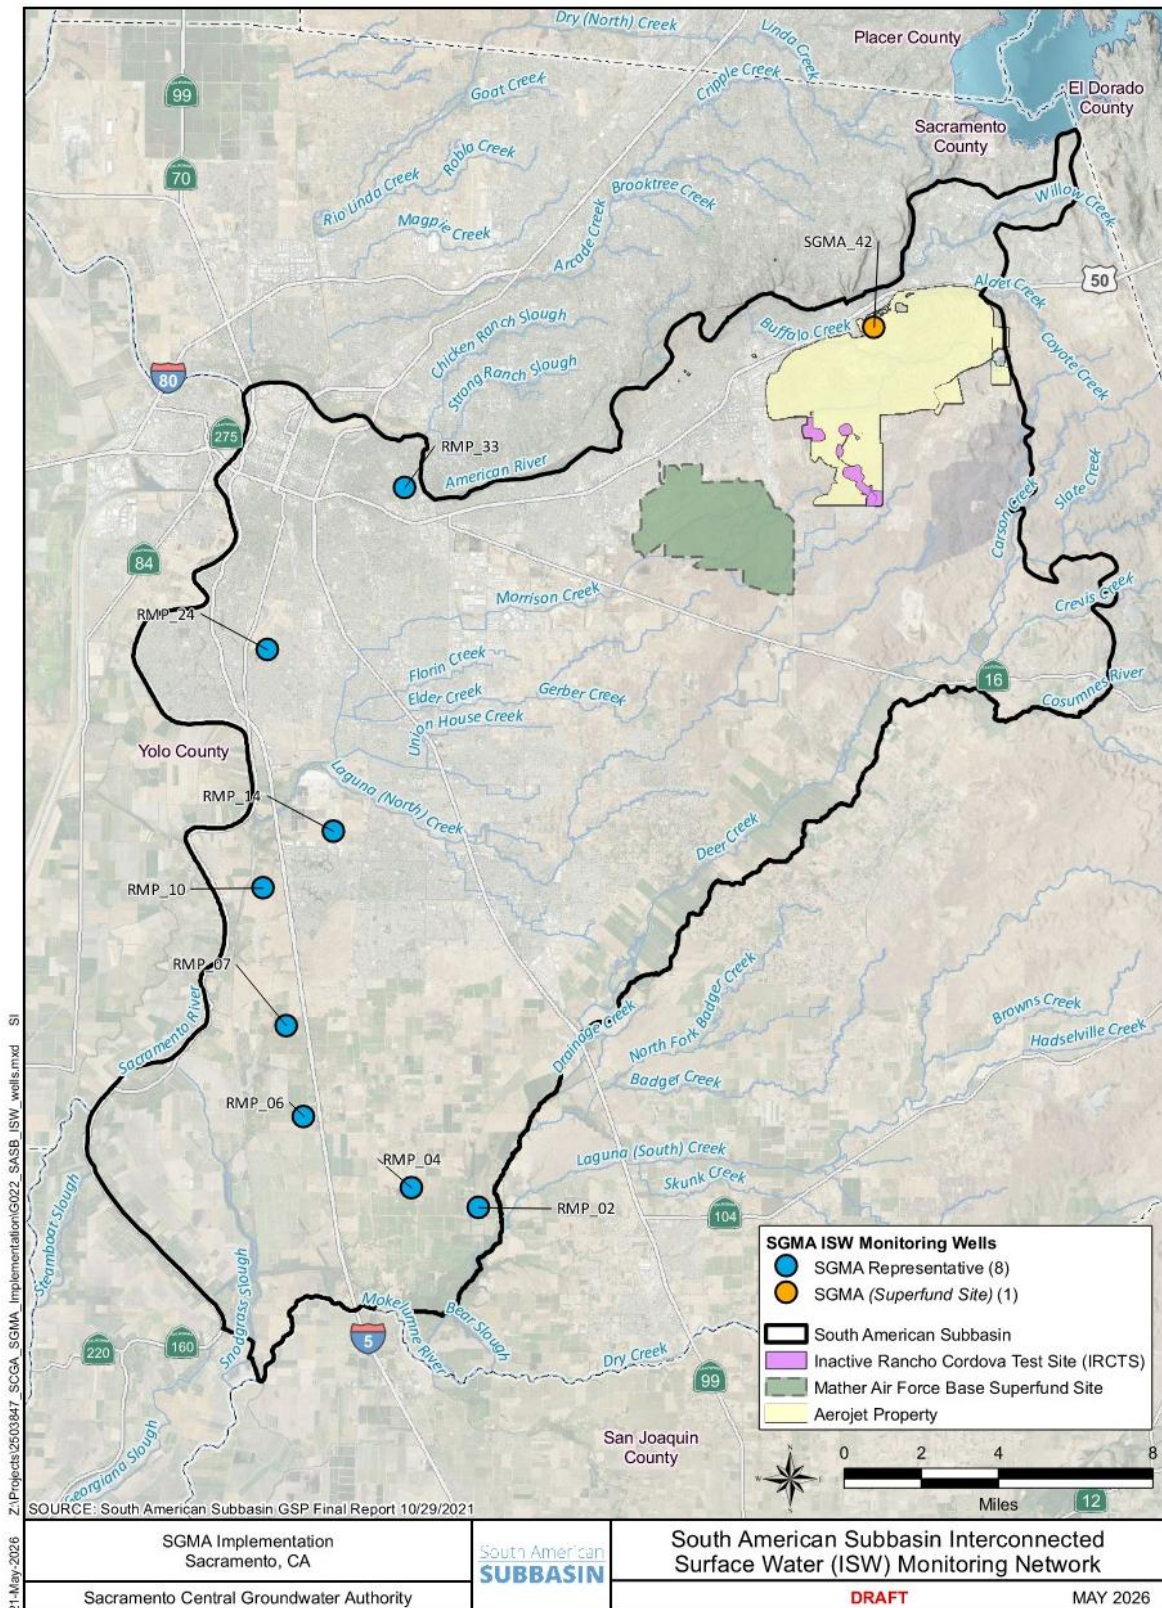 Dry (North) Creek
Linda Creek
Placer County
99
Goat Creek
Cripple Creek
El Dorado
County
Sacramento
County
Robla Creek
70
Rio Linda Creek
Brooktree Creek
Willow Creek
Magpie Creek
Arcade Creek
SGMA_42
50
Alder Creek
Chicken Ranch Slough
Buffalo Creek
Coyote Creek
80
Strong Ranch Slough
275
RMP_33
American River
Slate Creek
Carson Creek
84
Morrison Creek
Crevis Creek
RMP_24
Florin Creek
16
Elder Creek
Gerber Creek
Cosumnes River
Union House Creek
Yolo County
Laguna (North) Creek
RMP_14
Deer Creek
RMP_10
RMP_07
North Fork Badger Creek
Browns Creek
Sacramento River
Drainage Creek
Hadselville Creek
Badger Creek
RMP_06
Laguna (South) Creek
RMP_04
Skunk Creek
RMP_02
104
Steamboat Slough
Snodgrass Slough
Mokelumne River
Bear Slough
5
220
160
Dry Creek
99
San Joaquin
County
Georgiana Slough
SGMA ISW Monitoring Wells
SGMA Representative (8)
SGMA (Superfund Site) (1)
South American Subbasin
Inactive Rancho Cordova Test Site (IRCTS)
Mather Air Force Base Superfund Site
Aerojet Property
0 2 4 8
Miles
12
N
SOURCE: South American Subbasin GSP Final Report 10/29/2021
21-May-2026 Z:\Projects\2503847_SCGA_SGMA_Implementation\G022_SASB_ISW_wells.mxd SI
SGMA Implementation
Sacramento, CA
Sacramento Central Groundwater Authority
South American
SUBBASIN
South American Subbasin Interconnected
Surface Water (ISW) Monitoring Network
DRAFT MAY 2026